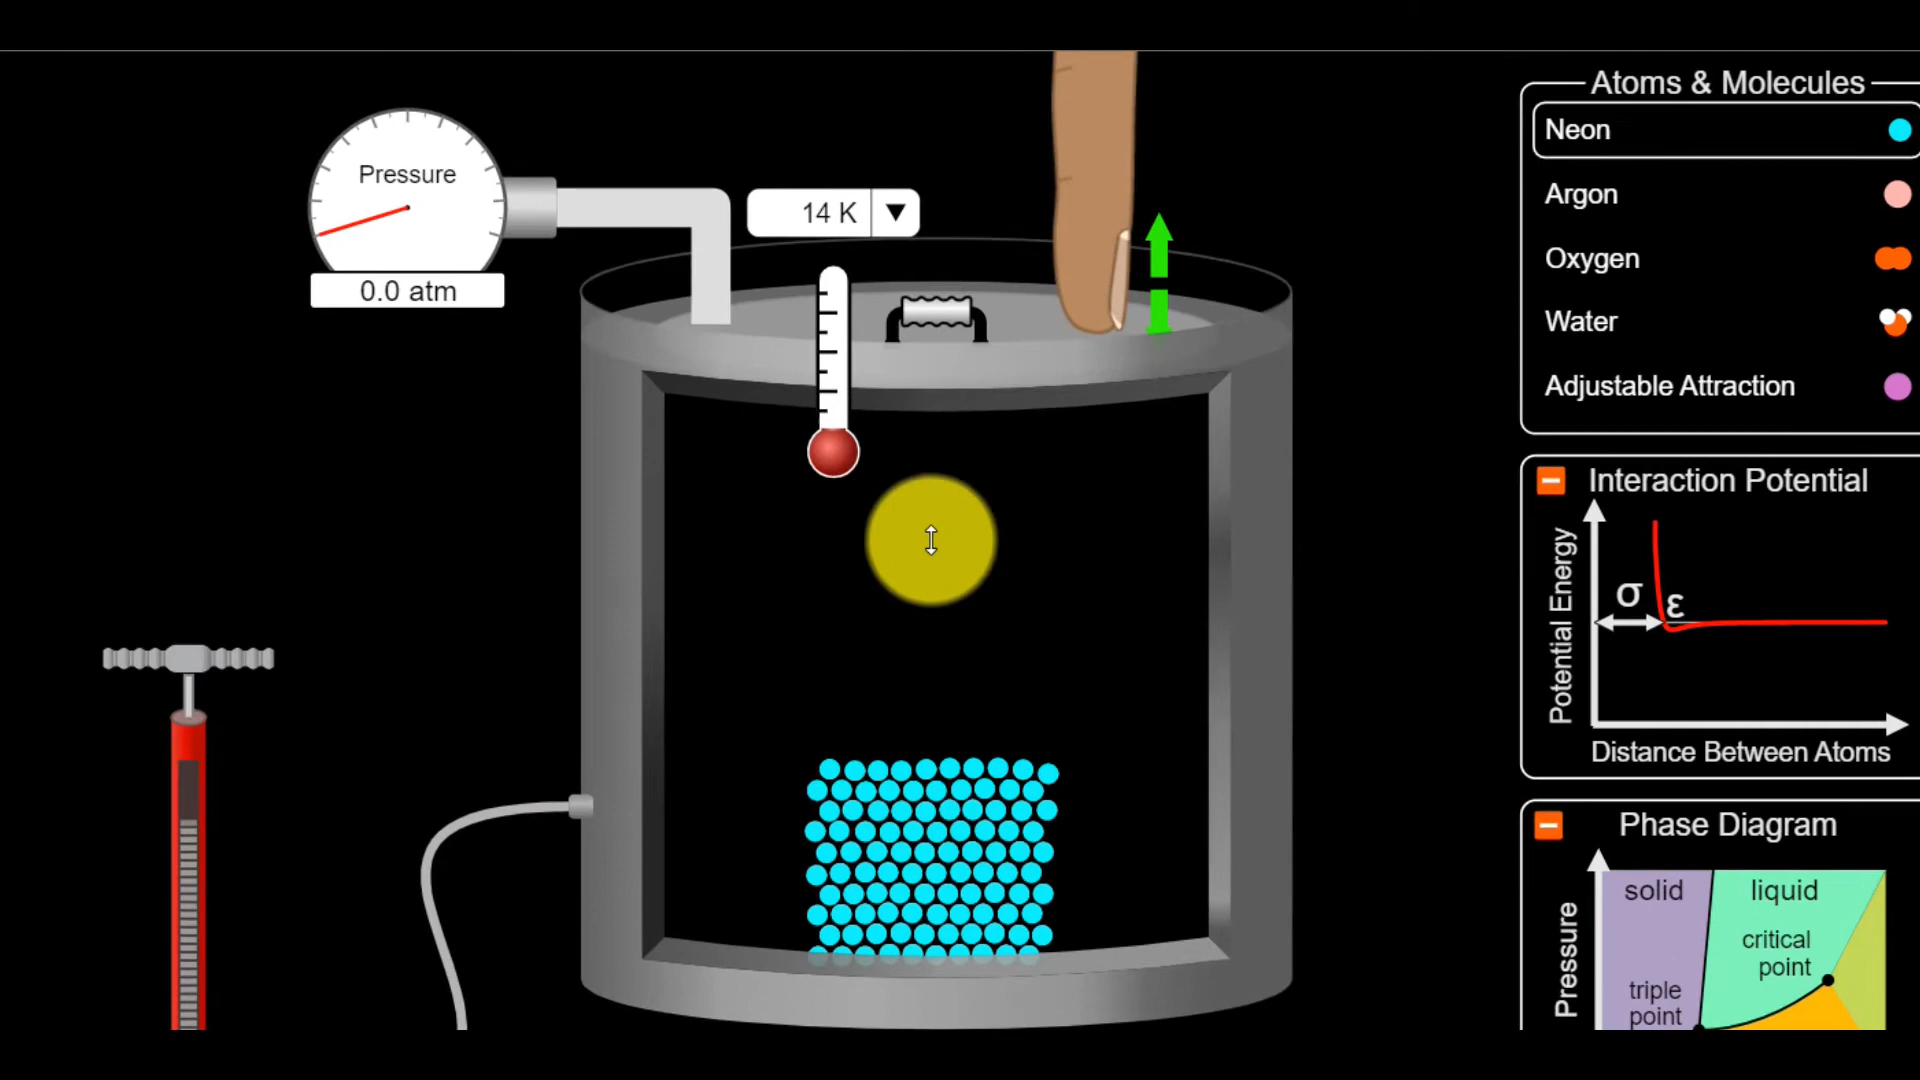 Pressure
0.0 atm
14 K
Atoms & Molecules
Neon
Argon
Oxygen
Water
Adjustable Attraction
Interaction Potential
Potential Energy
σ
ε
Distance Between Atoms
Phase Diagram
Pressure
solid
liquid
critical
point
triple
point